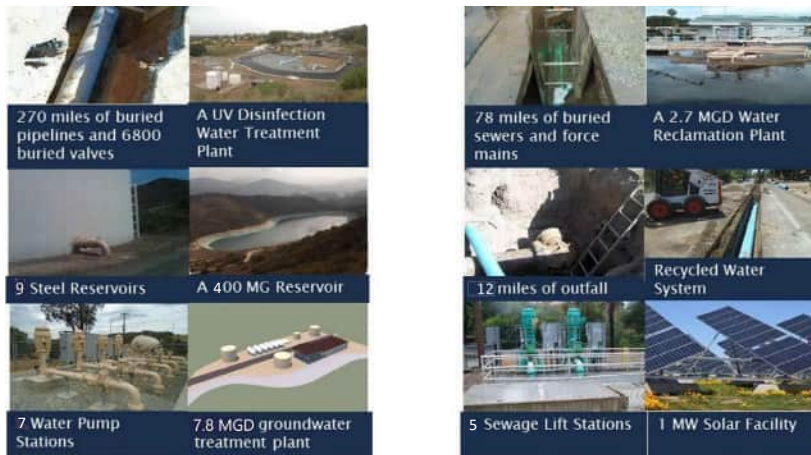 270 miles of buried
pipelines and 6800
buried valves
A UV Disinfection
Water Treatment
Plant
78 miles of buried
sewers and force
mains
A 2.7 MGD Water
Reclamation Plant
9 Steel Reservoirs
A 400 MG Reservoir
12 miles of outfall
Recycled Water
System
7 Water Pump
Stations
7.8 MGD groundwater
treatment plant
5 Sewage Lift Stations
1 MW Solar Facility